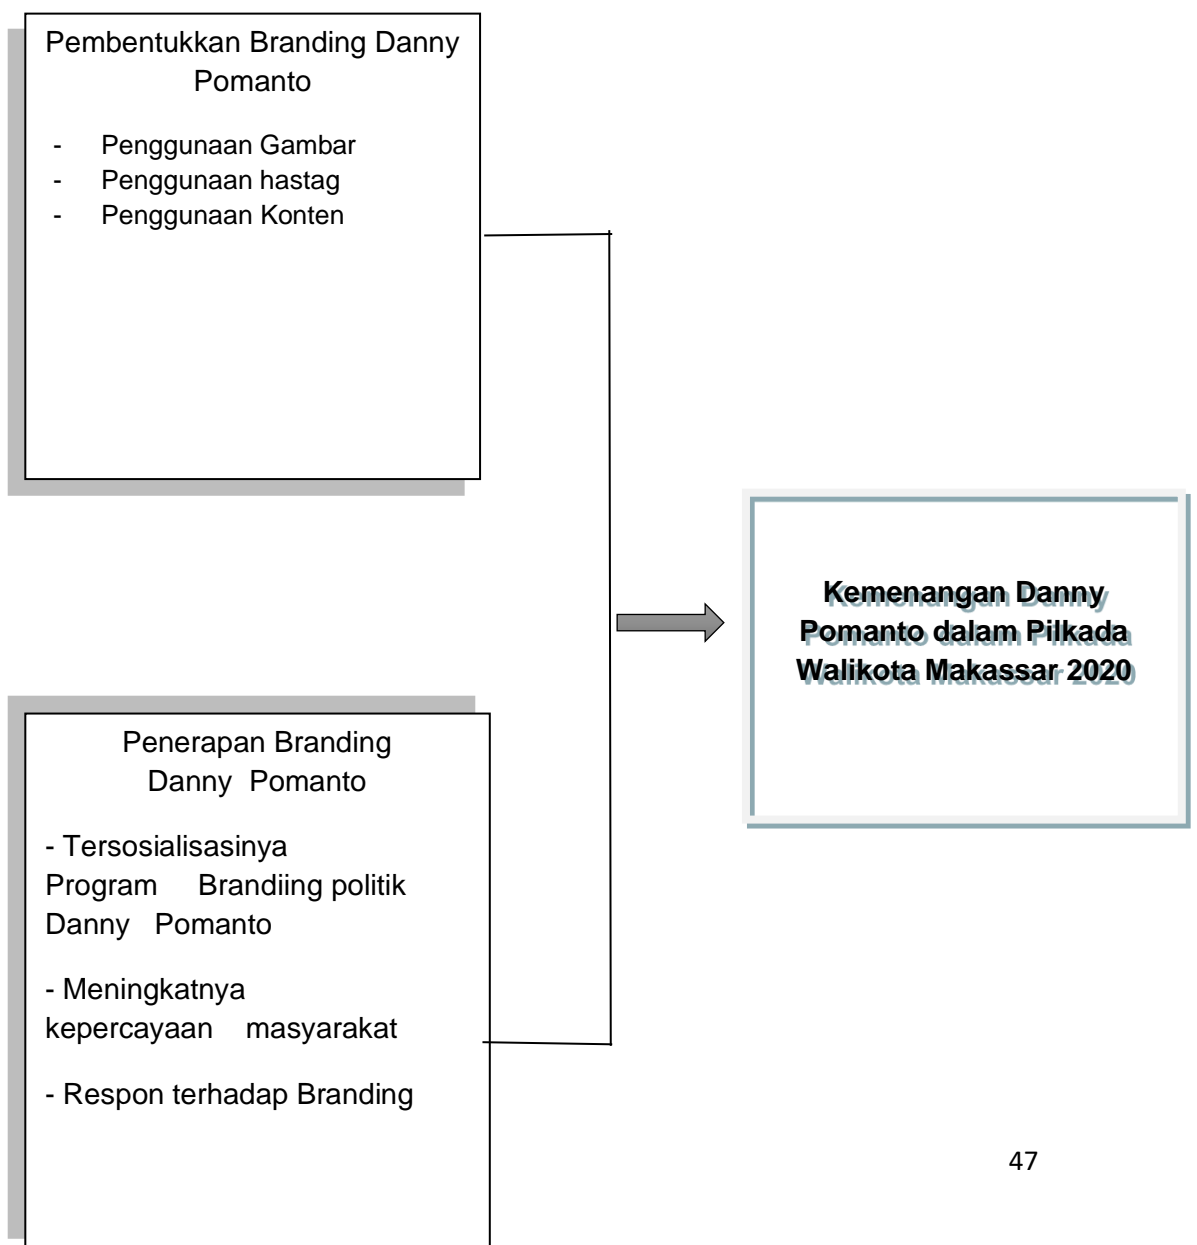 Pembentukkan Branding Danny
Pomanto
- Penggunaan Gambar
- Penggunaan hastag
- Penggunaan Konten
Kemenangan Danny
Pomanto dalam Pilkada
Walikota Makassar 2020
Penerapan Branding
Danny Pomanto
- Tersosialisasinya
Program Brandiing politik
Danny Pomanto
- Meningkatnya
kepercayaan masyarakat
- Respon terhadap Branding
47